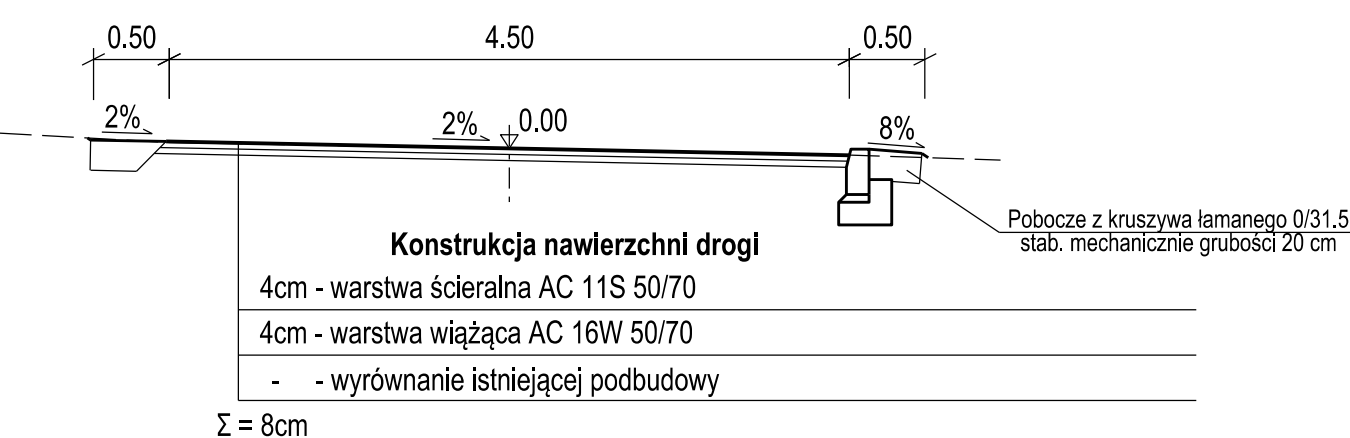 0.50 4.50 0.50
2% 2% 0.00 8%
Pobocze z kruszywa łamanego 0/31.5
stab. mechanicznie grubości 20 cm
Konstrukcja nawierzchni drogi
4cm - warstwa ścieralna AC 11S 50/70
4cm - warstwa wiążąca AC 16W 50/70
- - wyrównanie istniejącej podbudowy
Σ = 8cm